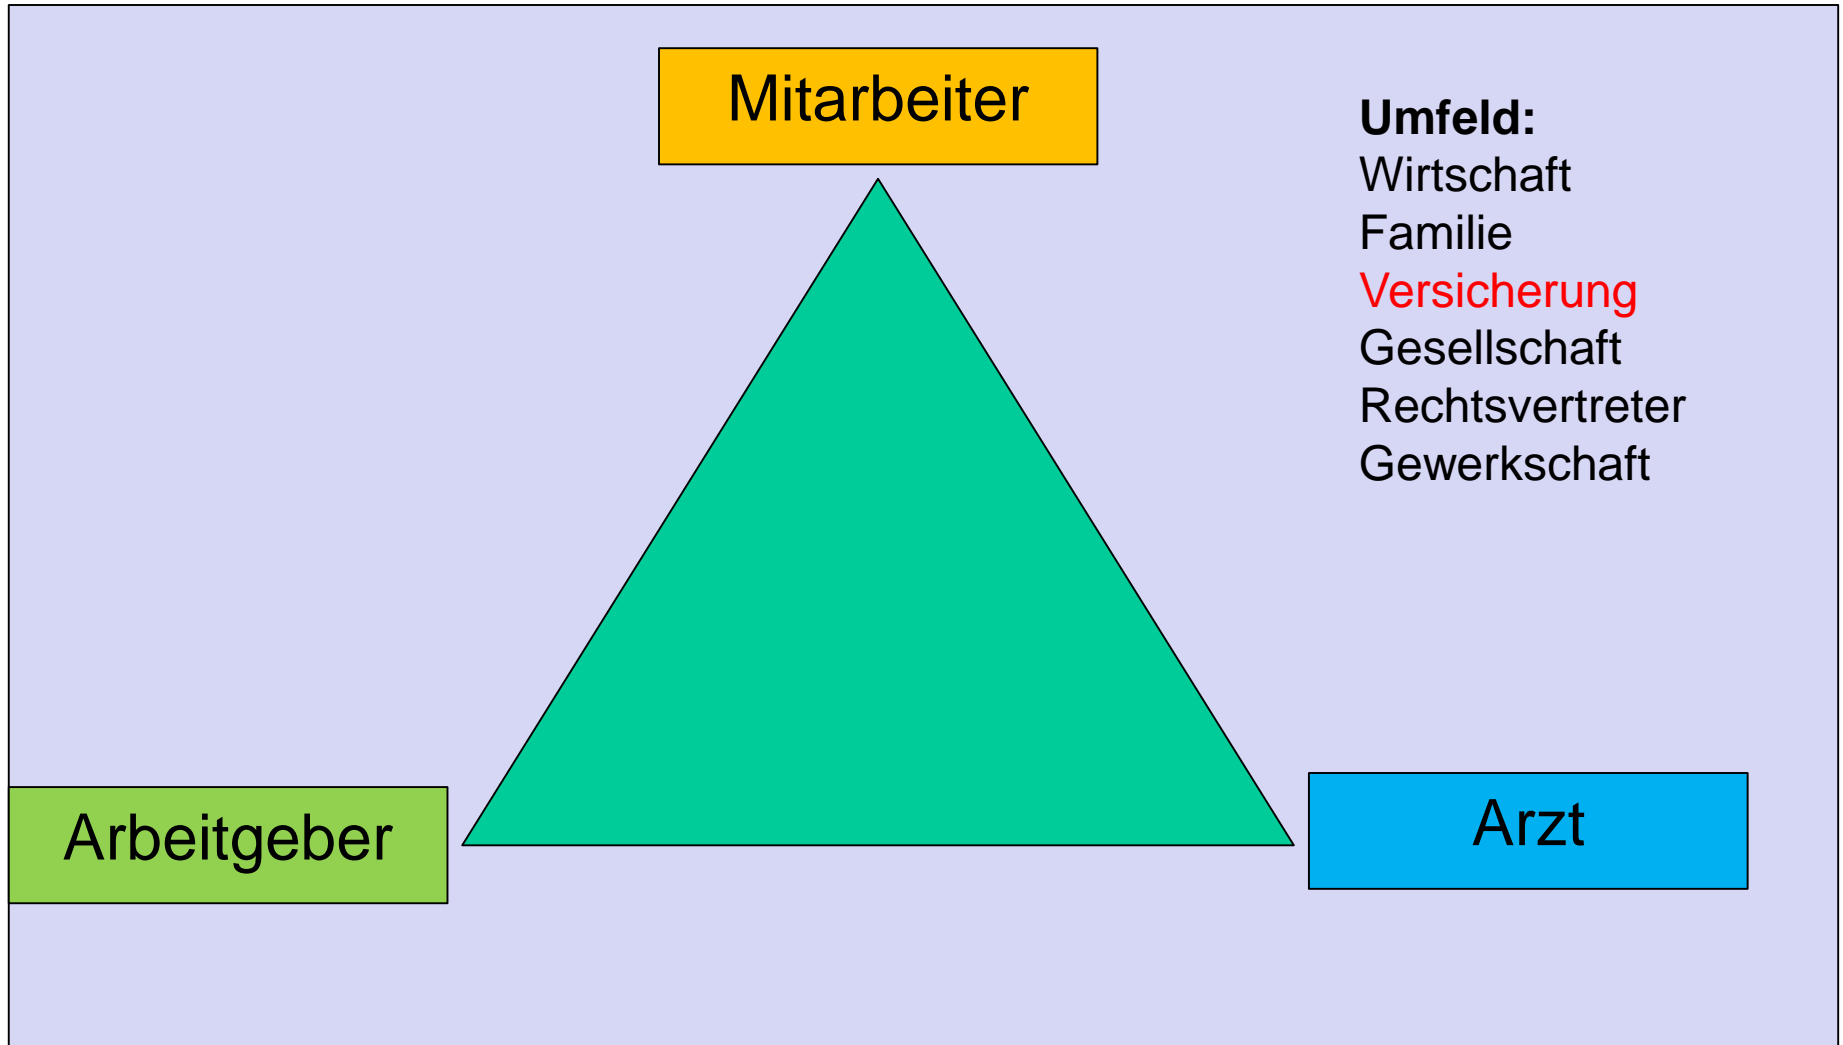 Mitarbeiter
Umfeld:
Wirtschaft
Familie
Versicherung
Gesellschaft
Rechtsvertreter
Gewerkschaft
Arbeitgeber
Arzt